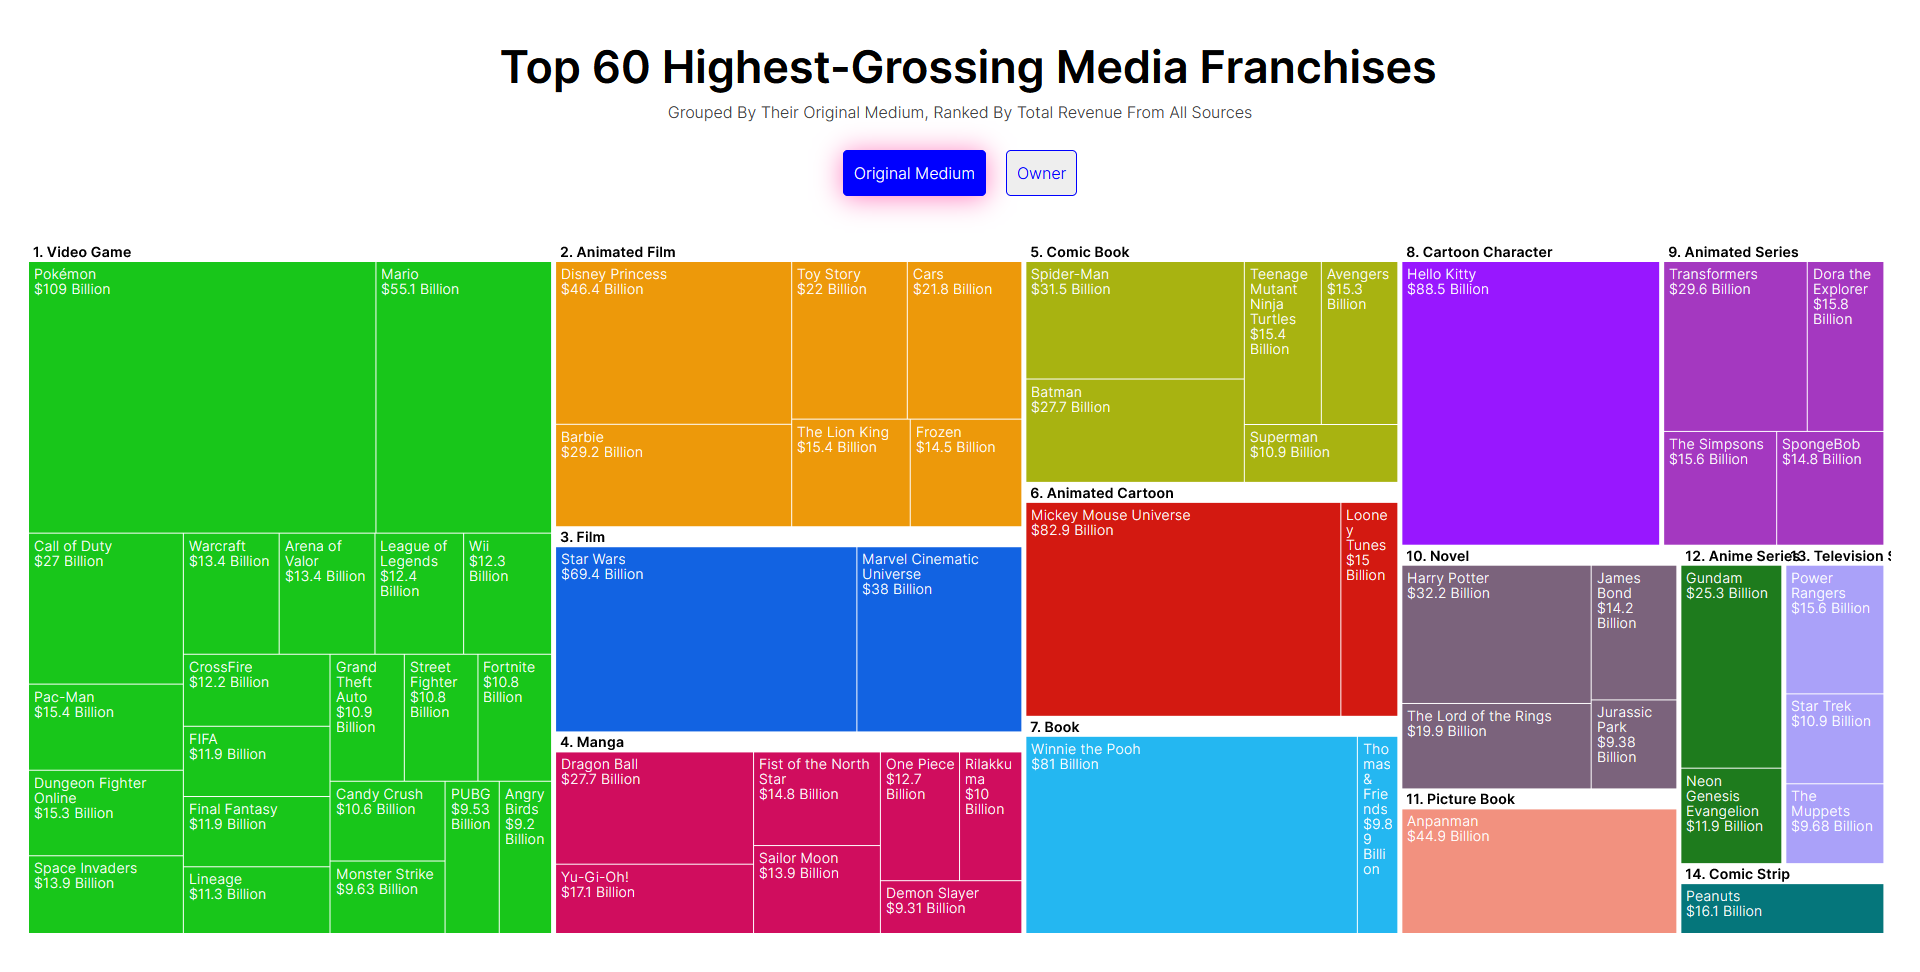 Top 60 Highest-Grossing Media Franchises
Grouped By Their Original Medium, Ranked By Total Revenue From All Sources
Original Medium
Owner
1. Video Game
Pokémon
$109 Billion
Mario
$55.1 Billion
Call of Duty
$27 Billion
Warcraft
$13.4 Billion
Arena of
Valor
$13.4 Billion
League of
Legends
$12.4
Billion
Wii
$12.3
Billion
Pac-Man
$15.4 Billion
CrossFire
$12.2 Billion
Grand
Theft
Auto
$10.9
Billion
Street
Fighter
$10.8
Billion
Fortnite
$10.8
Billion
FIFA
$11.9 Billion
Dungeon Fighter
Online
$15.3 Billion
Final Fantasy
$11.9 Billion
Candy Crush
$10.6 Billion
PUBG
$9.53
Billion
Angry
Birds
$9.2
Billion
Space Invaders
$13.9 Billion
Lineage
$11.3 Billion
Monster Strike
$9.63 Billion
2. Animated Film
Disney Princess
$46.4 Billion
Toy Story
$22 Billion
Cars
$21.8 Billion
Barbie
$29.2 Billion
The Lion King
$15.4 Billion
Frozen
$14.5 Billion
3. Film
Star Wars
$69.4 Billion
Marvel Cinematic
Universe
$38 Billion
4. Manga
Dragon Ball
$27.7 Billion
Fist of the North
Star
$14.8 Billion
One Piece
$12.7
Billion
Rilakku
ma
$10
Billion
Yu-Gi-Oh!
$17.1 Billion
Sailor Moon
$13.9 Billion
Demon Slayer
$9.31 Billion
5. Comic Book
Spider-Man
$31.5 Billion
Teenage
Mutant
Ninja
Turtles
$15.4
Billion
Avengers
$15.3
Billion
Batman
$27.7 Billion
Superman
$10.9 Billion
6. Animated Cartoon
Mickey Mouse Universe
$82.9 Billion
Loone
y
Tunes
$15
Billion
7. Book
Winnie the Pooh
$81 Billion
Tho
mas
&
Frie
nds
$9.8
9
Billi
on
8. Cartoon Character
Hello Kitty
$88.5 Billion
9. Animated Series
Transformers
$29.6 Billion
Dora the
Explorer
$15.8
Billion
The Simpsons
$15.6 Billion
SpongeBob
$14.8 Billion
10. Novel
Harry Potter
$32.2 Billion
James
Bond
$14.2
Billion
The Lord of the Rings
$19.9 Billion
Jurassic
Park
$9.38
Billion
11. Picture Book
Anpanman
$44.9 Billion
12. Anime Series
Gundam
$25.3 Billion
Neon
Genesis
Evangelion
$11.9 Billion
13. Television
Power
Rangers
$15.6 Billion
Star Trek
$10.9 Billion
The
Muppets
$9.68 Billion
14. Comic Strip
Peanuts
$16.1 Billion